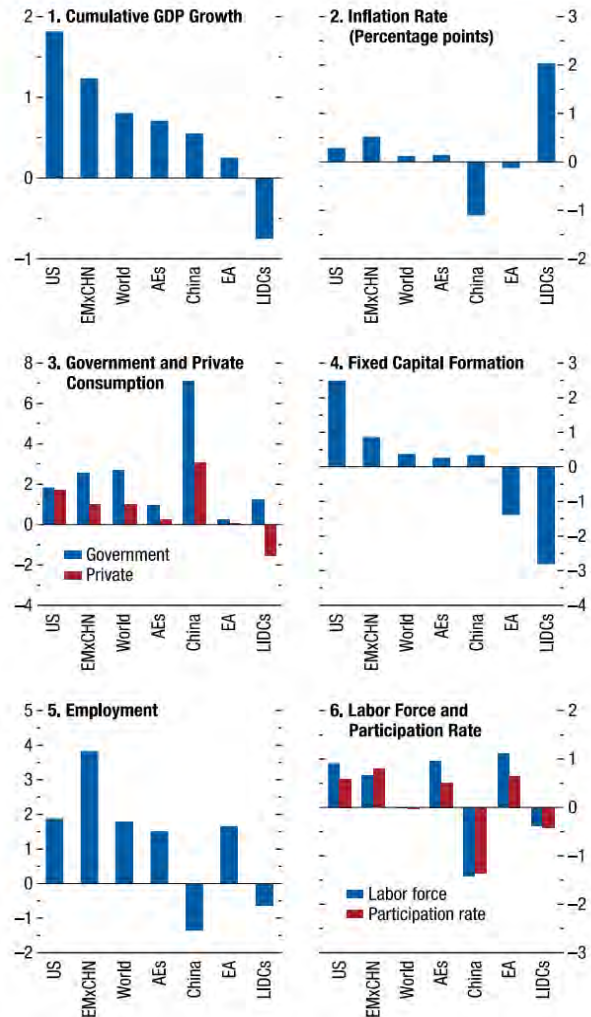 1. Cumulative GDP Growth
2
1
0
–1
US
EMxCHN
World
AEs
China
EA
LIDCs
2. Inflation Rate
(Percentage points)
3
2
1
0
–1
–2
US
EMxCHN
World
AEs
China
EA
LIDCs
3. Government and Private
Consumption
8
6
4
2
0
–2
–4
Government
Private
US
EMxCHN
World
AEs
China
EA
LIDCs
4. Fixed Capital Formation
3
2
1
0
–1
–2
–3
–4
US
EMxCHN
World
AEs
China
EA
LIDCs
5. Employment
5
4
3
2
1
0
–1
–2
US
EMxCHN
World
AEs
China
EA
LIDCs
6. Labor Force and
Participation Rate
2
1
0
–1
–2
–3
Labor force
Participation rate
US
EMxCHN
World
AEs
China
EA
LIDCs